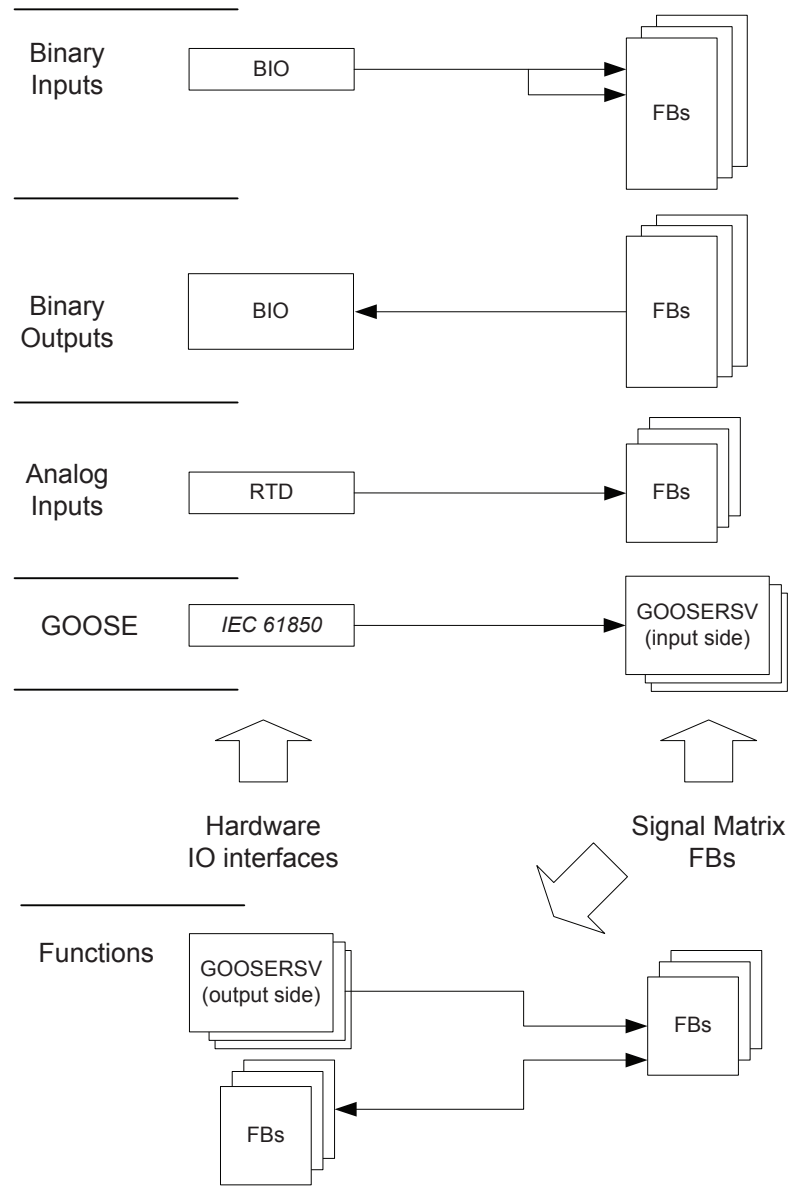 Binary
Inputs
BIO
FBs
Binary
Outputs
BIO
FBs
Analog
Inputs
RTD
FBs
GOOSE
IEC 61850
GOOSERSV
(input side)
Hardware
IO interfaces
Signal Matrix
FBs
Functions
GOOSERSV
(output side)
FBs
FBs